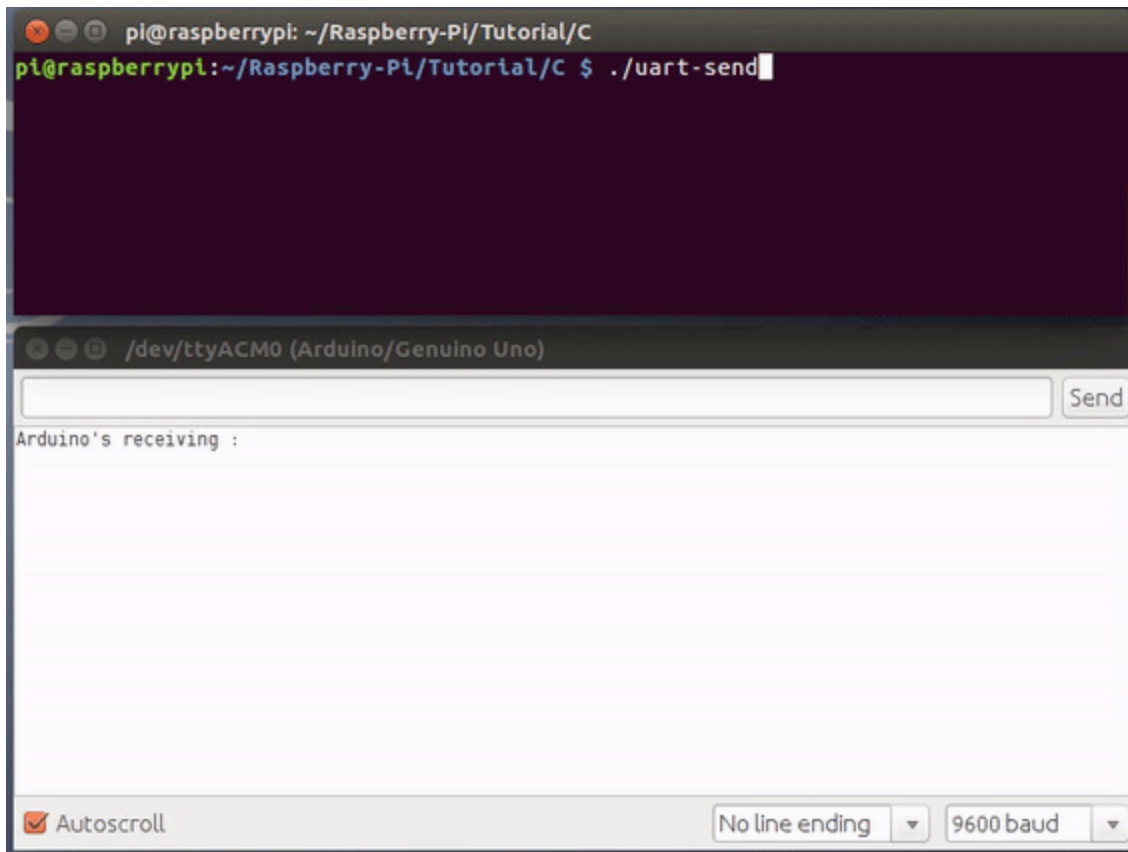 pi@raspberrypi: ~/Raspberry-Pi/Tutorial/C
pi@raspberrypi:~/Raspberry-Pi/Tutorial/C $ ./uart-send
/dev/ttyACM0 (Arduino/Genuino Uno)
Send
Arduino's receiving :
Autoscroll
No line ending
9600 baud